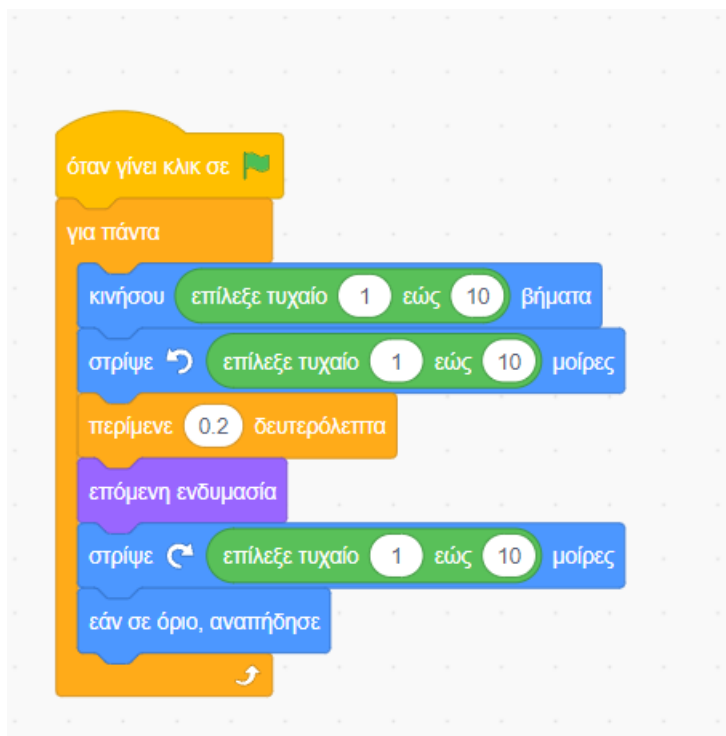 όταν γίνει κλικ σε
για πάντα
κινήσου επίλεξε τυχαίο 1 εώς 10 βήματα
στρίψε επίλεξε τυχαίο 1 εώς 10 μοίρες
περίμενε 0.2 δευτερόλεπτα
επόμενη ενδυμασία
στρίψε επίλεξε τυχαίο 1 εώς 10 μοίρες
εάν σε όριο, αναπήδησε